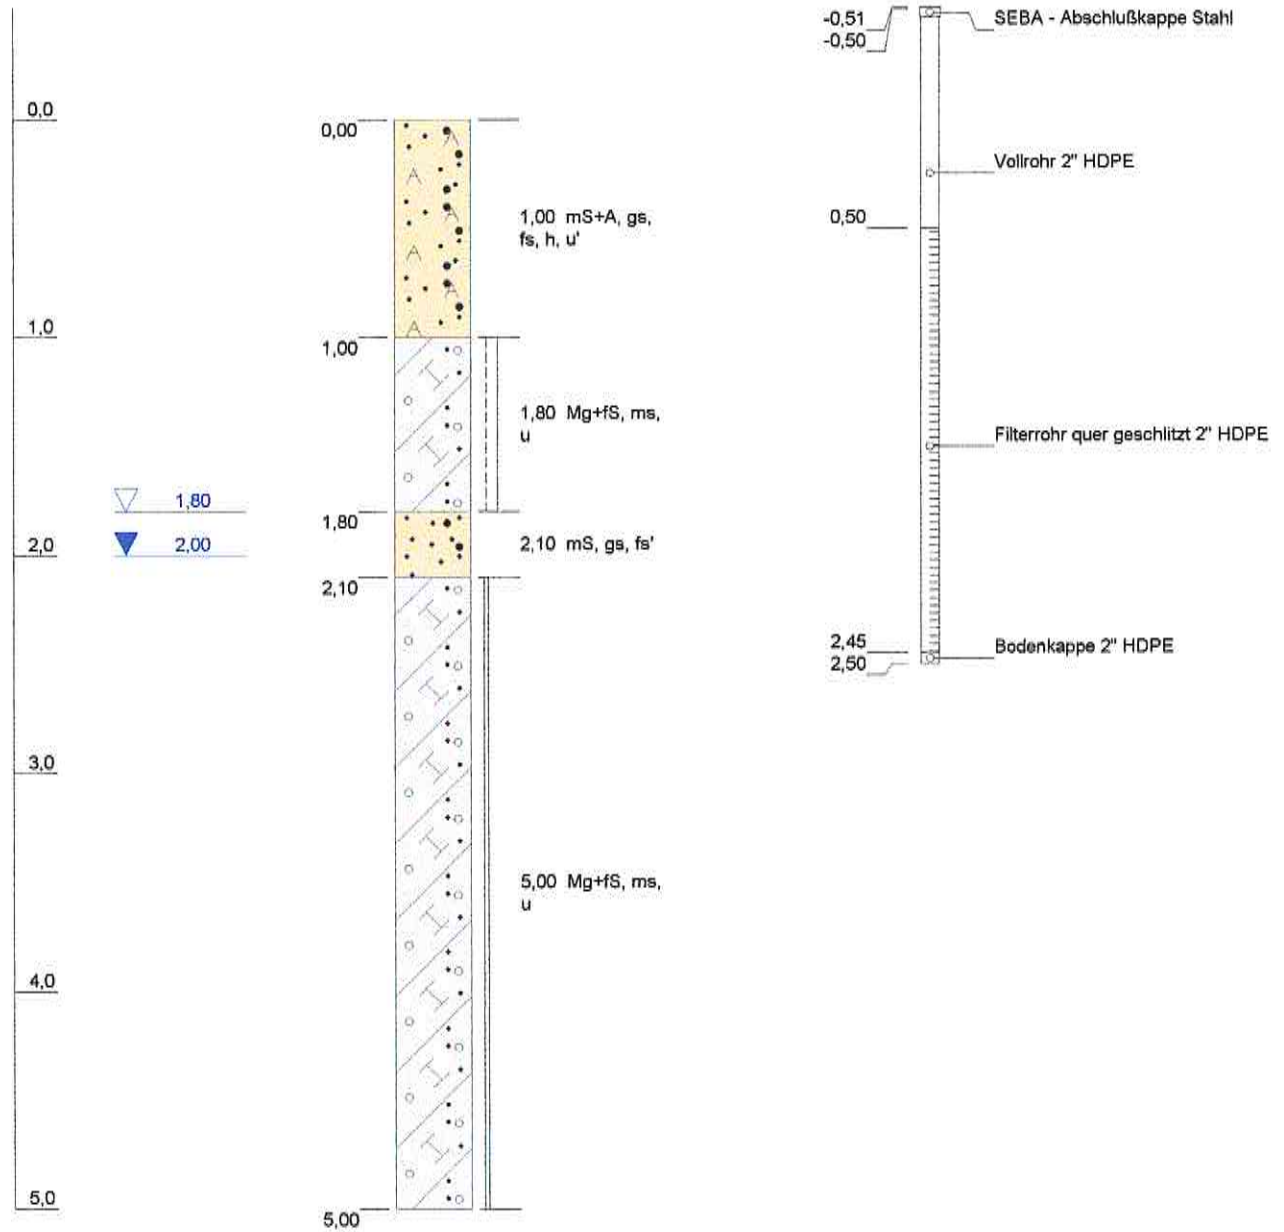 -0,51
-0,50
SEBA - Abschlußkappe Stahl
0,0
0,00
Vollrohr 2" HDPE
1,00 mS+A, gs,
fs, h, u'
0,50
1,0
1,00
1,80 Mg+fS, ms,
u
Filterrohr quer geschlitzt 2" HDPE
1,80
1,80
2,0
2,00
2,10 mS, gs, fs'
2,10
2,45
2,50
Bodenkappe 2" HDPE
3,0
5,00 Mg+fS, ms,
u
4,0
5,0
5,00